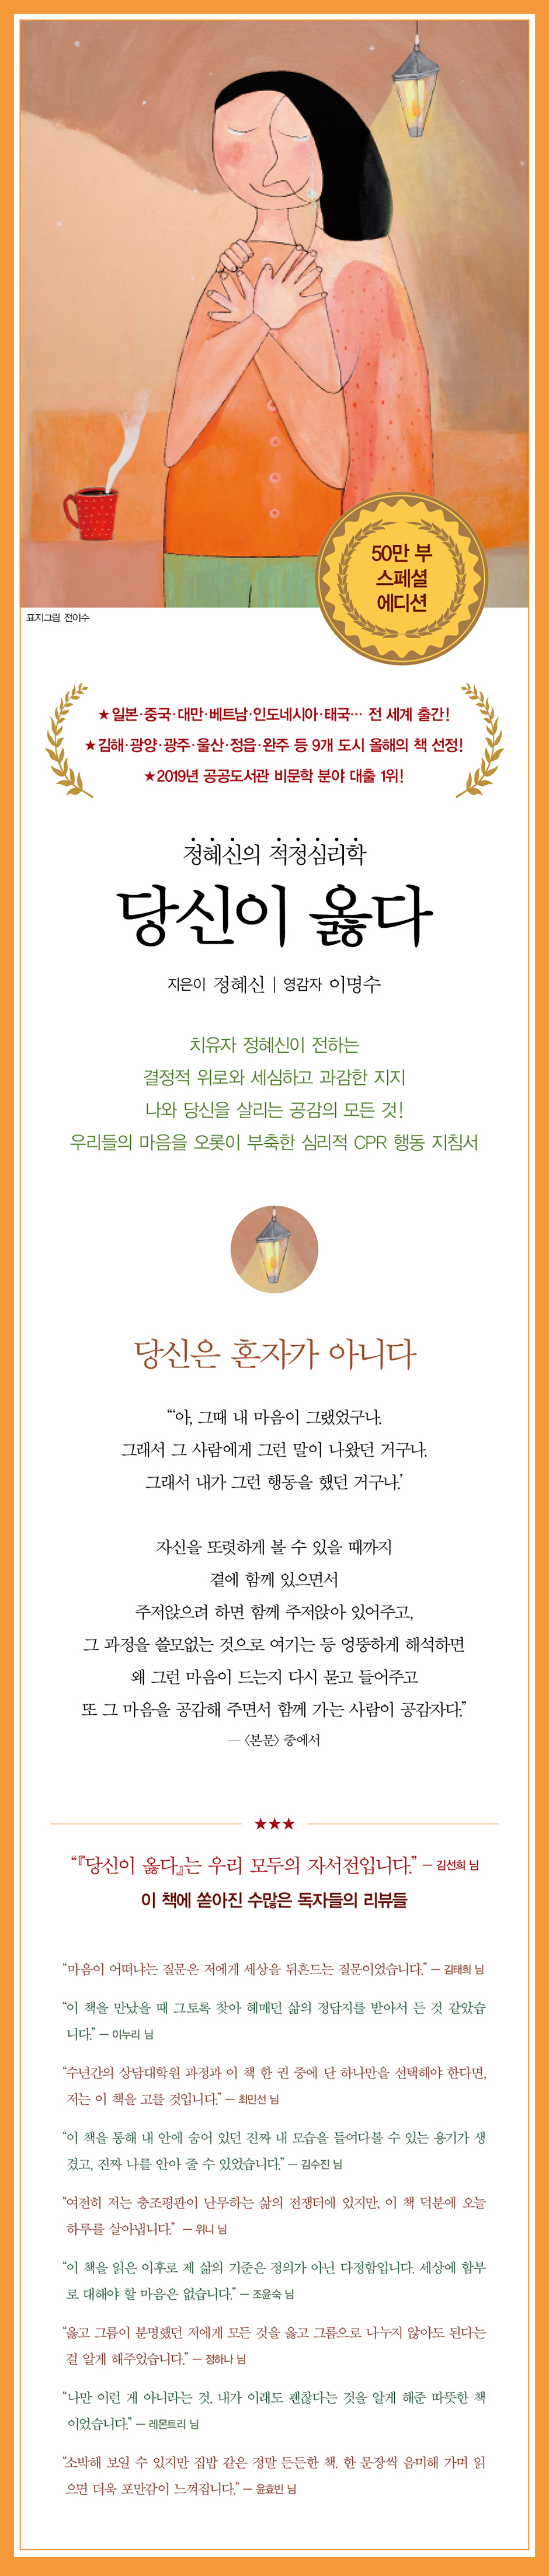 50만 부
스페셜
에디션
표지그림 전이수
★일본·중국·대만·베트남·인도네시아·태국… 전 세계 출간!
★김해·광양·광주·울산·정읍·완주 등 9개 도시 올해의 책 선정!
★2019년 공공도서관 비문학 분야 대출 1위!
정혜신의 적정심리학
당신이 옳다
지은이 정혜신 | 영감자 이명수
치유자 정혜신이 전하는
결정적 위로와 세심하고 과감한 지지
나와 당신을 살리는 공감의 모든 것!
우리들의 마음을 오롯이 부축한 심리적 CPR 행동 지침서
당신은 혼자가 아니다
“‘아, 그때 내 마음이 그랬었구나.
그래서 그 사람에게 그런 말이 나왔던 거구나.
그래서 내가 그런 행동을 했던 거구나.’
자신을 또렷하게 볼 수 있을 때까지
곁에 함께 있으면서
주저앉으려 하면 함께 주저앉아 있어주고,
그 과정을 쓸모없는 것으로 여기는 등 엉뚱하게 해석하면
왜 그런 마음이 드는지 다시 묻고 들어주고
또 그 마음을 공감해 주면서 함께 가는 사람이 공감자다.”
― 〈본문〉 중에서
★★★
“『당신이 옳다』는 우리 모두의 자서전입니다.” ― 김선희 님
이 책에 쏟아진 수많은 독자들의 리뷰들
“마음이 어떠냐는 질문은 저에게 세상을 뒤흔드는 질문이었습니다.” ― 김태희 님
“이 책을 만났을 때 그토록 찾아 헤매던 삶의 정답지를 받아서 든 것 같았습
니다.” ― 이누리 님
“수년간의 상담대학원 과정과 이 책 한 권 중에 단 하나만을 선택해야 한다면,
저는 이 책을 고를 것입니다.” ― 최민선 님
“이 책을 통해 내 안에 숨어 있던 진짜 내 모습을 들여다볼 수 있는 용기가 생
겼고, 진짜 나를 안아 줄 수 있었습니다.” ― 김수진 님
“여전히 저는 충조평판이 난무하는 삶의 전쟁터에 있지만, 이 책 덕분에 오늘
하루를 살아냅니다.” ― 위니 님
“이 책을 읽은 이후로 제 삶의 기준은 정의가 아닌 다정함입니다. 세상에 함부
로 대해야 할 마음은 없습니다.” ― 조윤숙 님
“옳고 그름이 분명했던 저에게 모든 것을 옳고 그름으로 나누지 않아도 된다는
걸 알게 해주었습니다.” ― 정하나 님
“나만 이런 게 아니라는 것, 내가 이래도 괜찮다는 것을 알게 해준 따뜻한 책
이었습니다.” ― 레몬트리 님
“소박해 보일 수 있지만 집밥 같은 정말 든든한 책. 한 문장씩 음미해 가며 읽
으면 더욱 포만감이 느껴집니다.” ― 윤효빈 님